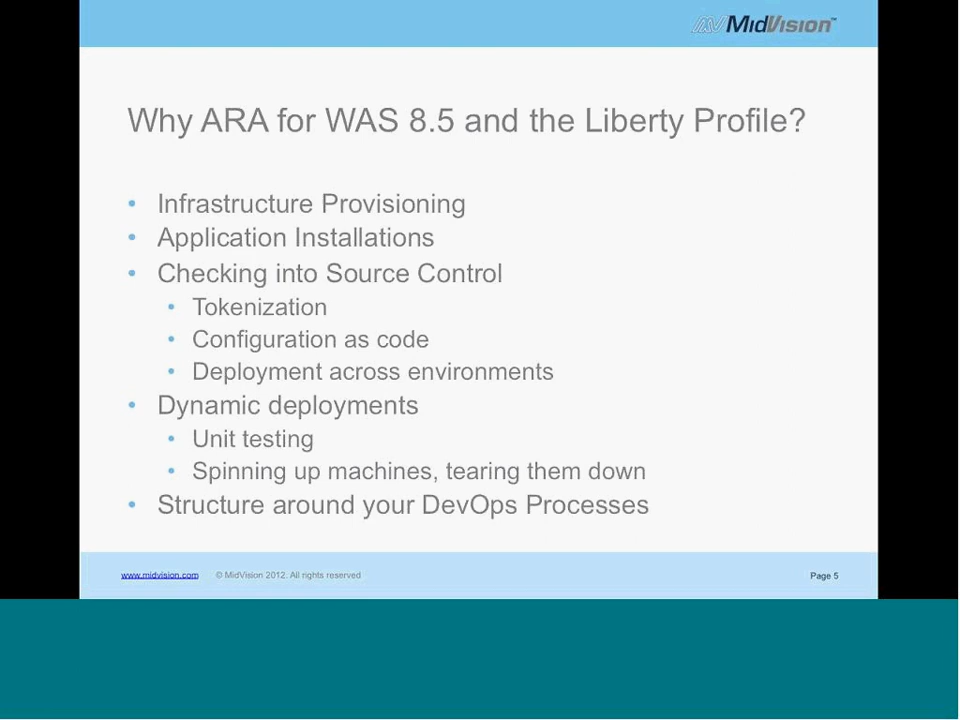 MidVision™
Why ARA for WAS 8.5 and the Liberty Profile?
• Infrastructure Provisioning
• Application Installations
• Checking into Source Control
• Tokenization
• Configuration as code
• Deployment across environments
• Dynamic deployments
• Unit testing
• Spinning up machines, tearing them down
• Structure around your DevOps Processes
www.midvision.com © MidVision 2012. All rights reserved Page 5